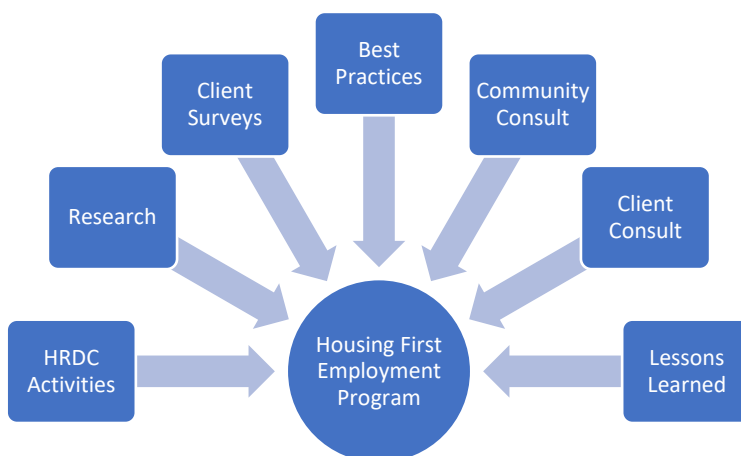 Best
Practices
Client
Surveys
Community
Consult
Research
Client
Consult
HRDC
Activities
Housing First
Employment
Program
Lessons
Learned